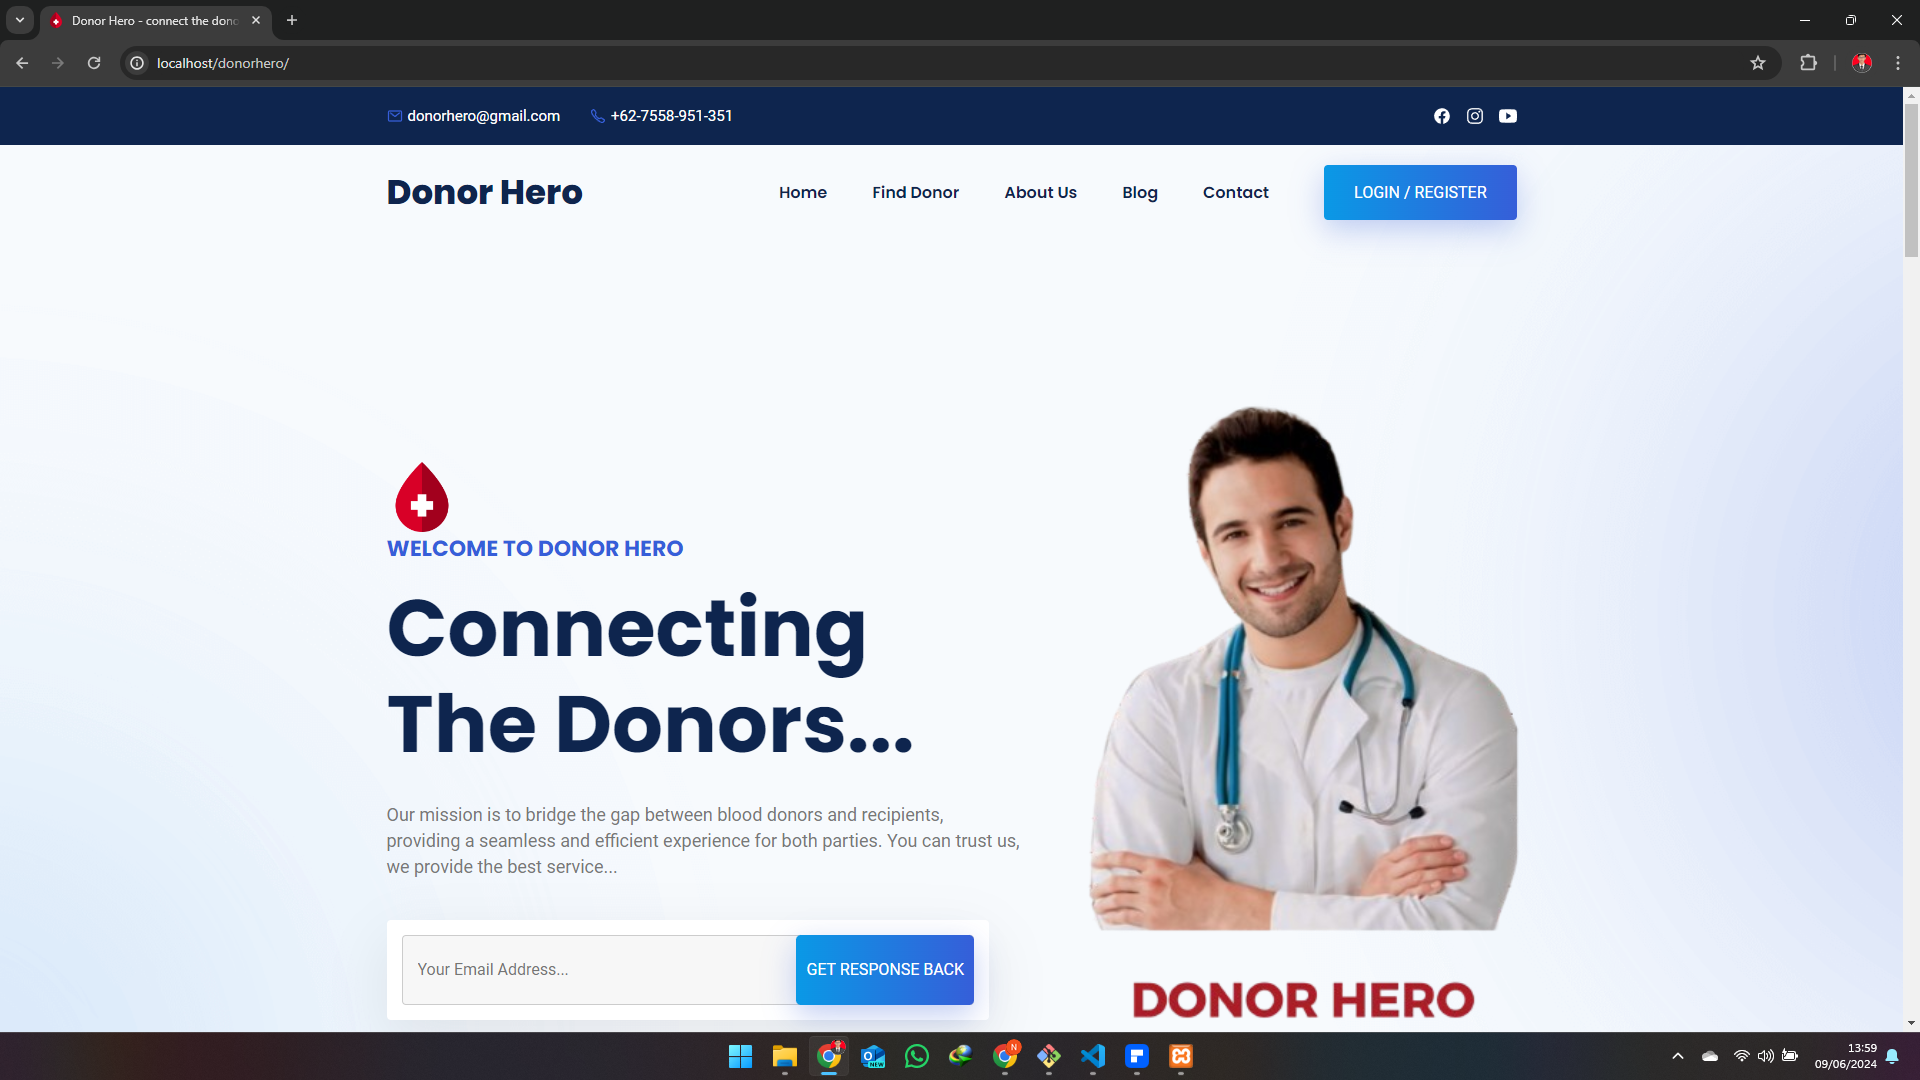 Donor Hero - connect the dono
localhost/donorhero/
donorhero@gmail.com +62-7558-951-351
Donor Hero
Home Find Donor About Us Blog Contact LOGIN / REGISTER
WELCOME TO DONOR HERO
Connecting
The Donors...
Our mission is to bridge the gap between blood donors and recipients,
providing a seamless and efficient experience for both parties. You can trust us,
we provide the best service...
Your Email Address... GET RESPONSE BACK
DONOR HERO
NEW
N
13:59
09/06/2024